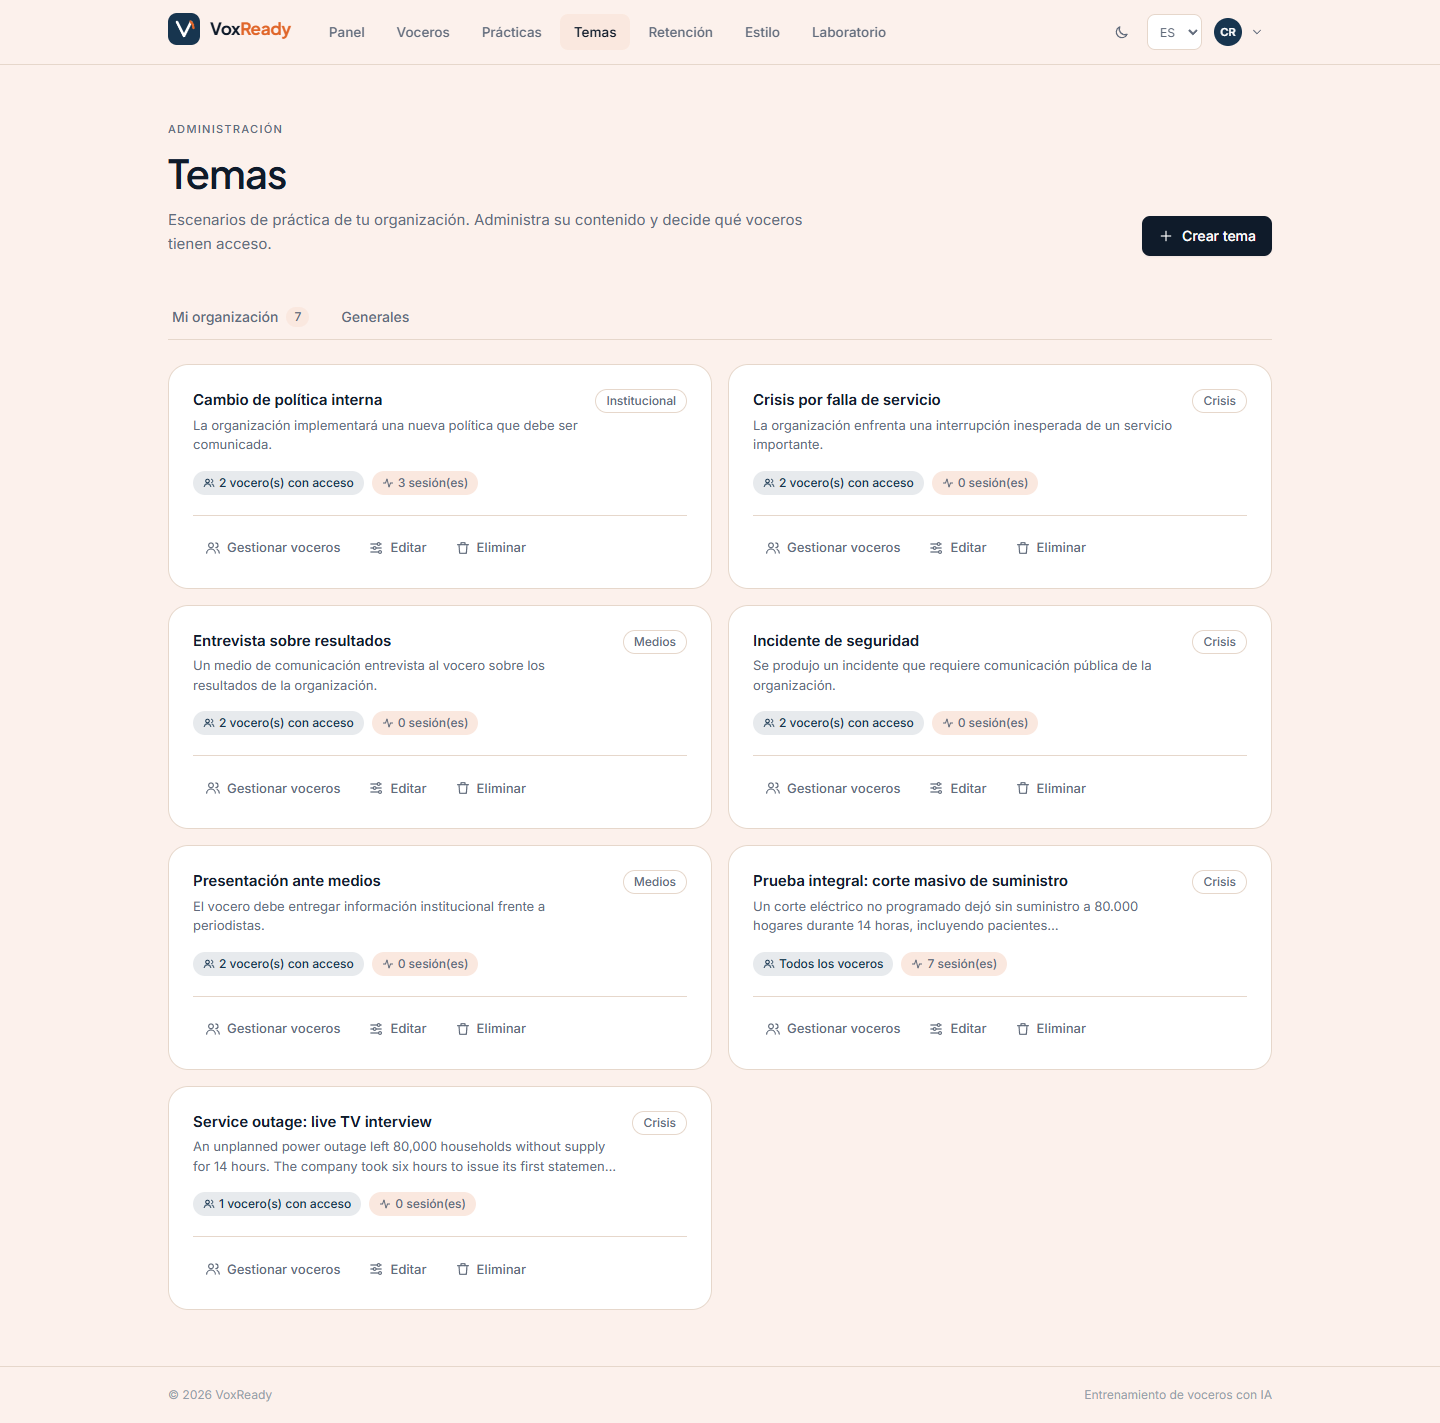 VoxReady
Panel
Voceros
Prácticas
Temas
Retención
Estilo
Laboratorio
ES
CR
ADMINISTRACIÓN
Temas
Escenarios de práctica de tu organización. Administra su contenido y decide qué voceros
tienen acceso.
Crear tema
Mi organización 7
Generales
Cambio de política interna
Institucional
La organización implementará una nueva política que debe ser
comunicada.
2 vocero(s) con acceso
3 sesión(es)
Gestionar voceros
Editar
Eliminar
Crisis por falla de servicio
Crisis
La organización enfrenta una interrupción inesperada de un servicio
importante.
2 vocero(s) con acceso
0 sesión(es)
Gestionar voceros
Editar
Eliminar
Entrevista sobre resultados
Medios
Un medio de comunicación entrevista al vocero sobre los
resultados de la organización.
2 vocero(s) con acceso
0 sesión(es)
Gestionar voceros
Editar
Eliminar
Incidente de seguridad
Crisis
Se produjo un incidente que requiere comunicación pública de la
organización.
2 vocero(s) con acceso
0 sesión(es)
Gestionar voceros
Editar
Eliminar
Presentación ante medios
Medios
El vocero debe entregar información institucional frente a
periodistas.
2 vocero(s) con acceso
0 sesión(es)
Gestionar voceros
Editar
Eliminar
Prueba integral: corte masivo de suministro
Crisis
Un corte eléctrico no programado dejó sin suministro a 80.000
hogares durante 14 horas, incluyendo pacientes...
Todos los voceros
7 sesión(es)
Gestionar voceros
Editar
Eliminar
Service outage: live TV interview
Crisis
An unplanned power outage left 80,000 households without supply
for 14 hours. The company took six hours to issue its first statemen...
1 vocero(s) con acceso
0 sesión(es)
Gestionar voceros
Editar
Eliminar
© 2026 VoxReady
Entrenamiento de voceros con IA